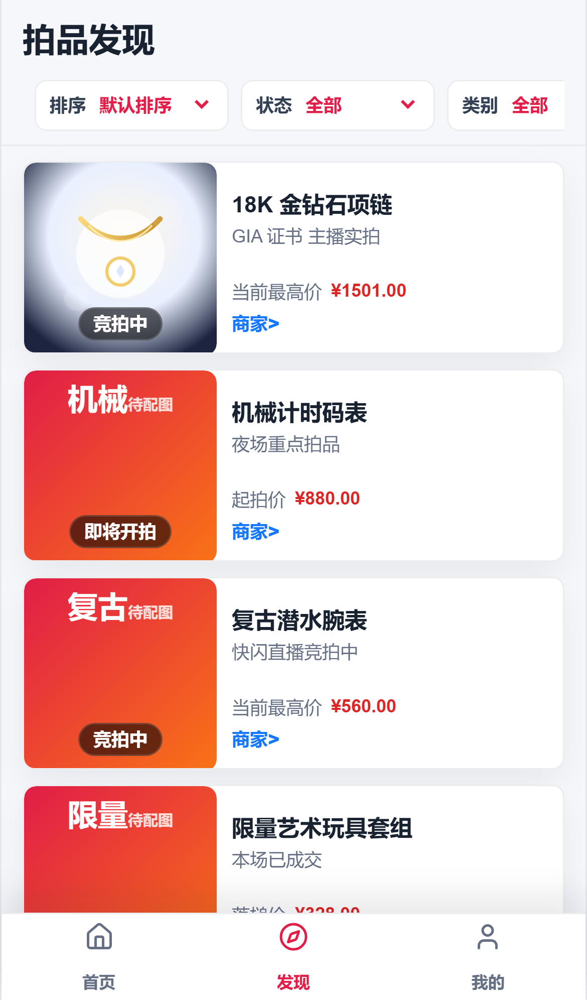 拍品发现
排序 默认排序
状态 全部
类别 全部
竞拍中
18K 金钻石项链
GIA 证书 主播实拍
当前最高价 ¥1501.00
商家>
机械待配图
即将开拍
机械计时码表
夜场重点拍品
起拍价 ¥880.00
商家>
复古待配图
竞拍中
复古潜水腕表
快闪直播竞拍中
当前最高价 ¥560.00
商家>
限量待配图
限量艺术玩具套组
本场已成交
首页
发现
我的